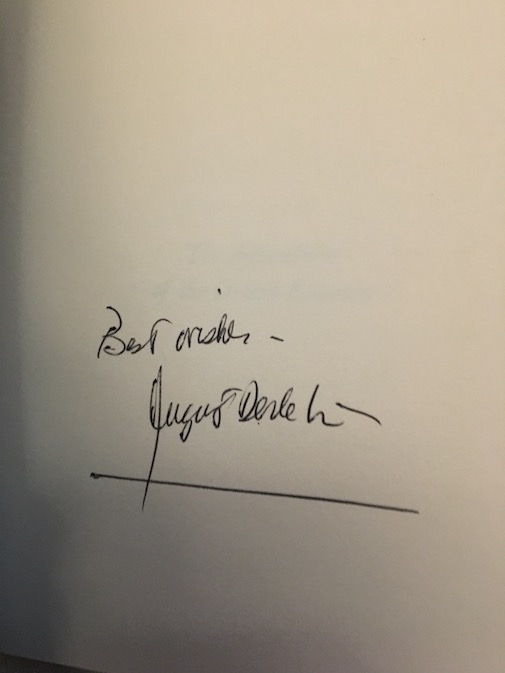 Best wishes –
August Derleth